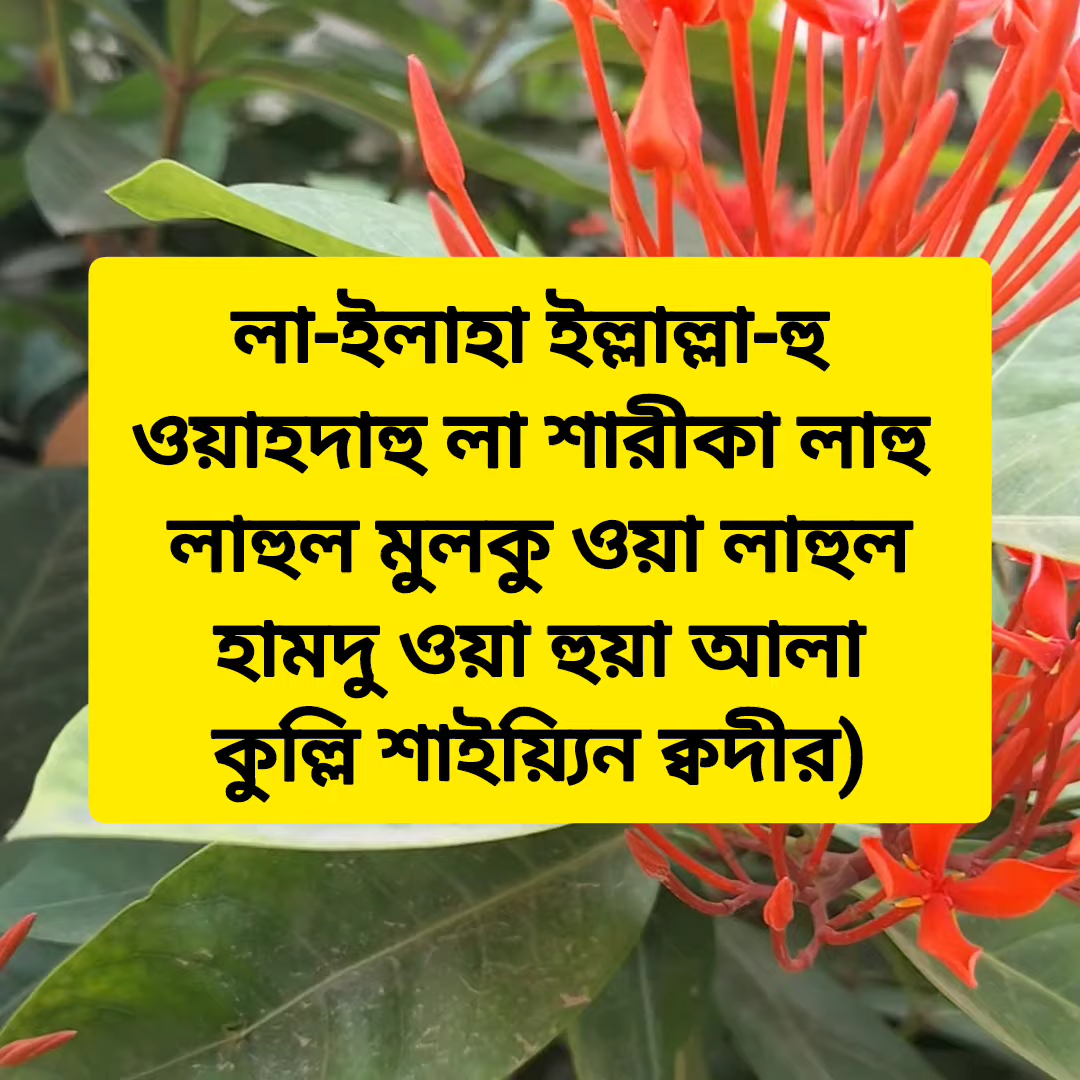 লা-ইলাহা ইল্লাল্লা-হু
ওয়াহদাহু লা শারীকা লাহু
লাহুল মুলকু ওয়া লাহুল
হামদু ওয়া হুয়া আলা
কুল্লি শাইয়্যিন ক্বদীর)